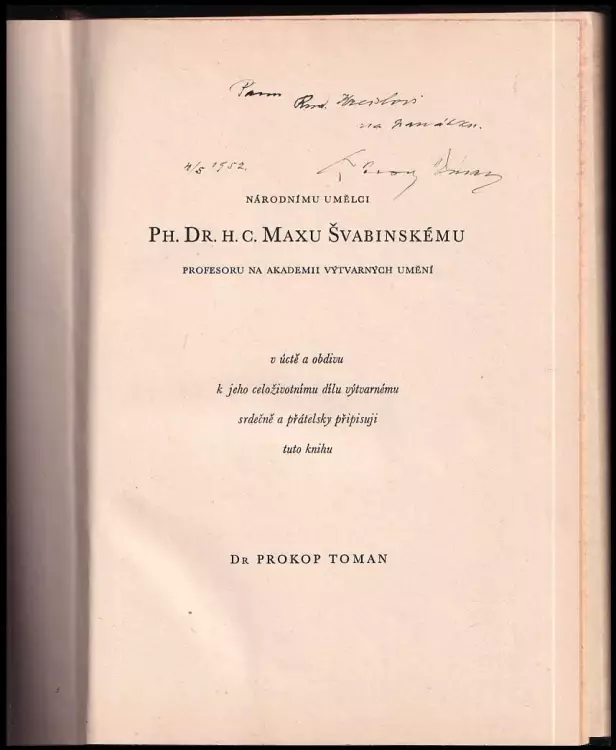 Panu Rud.
na památku.
4/5 1952.
NÁRODNÍMU UMĚLCI
PH. DR. H. C. MAXU ŠVABINSKÉMU
PROFESORU NA AKADEMII VÝTVARNÝCH UMĚNÍ
v úctě a obdivu
k jeho celoživotnímu dílu výtvarnému
srdečně a přátelsky připisuji
tuto knihu
DR PROKOP TOMAN